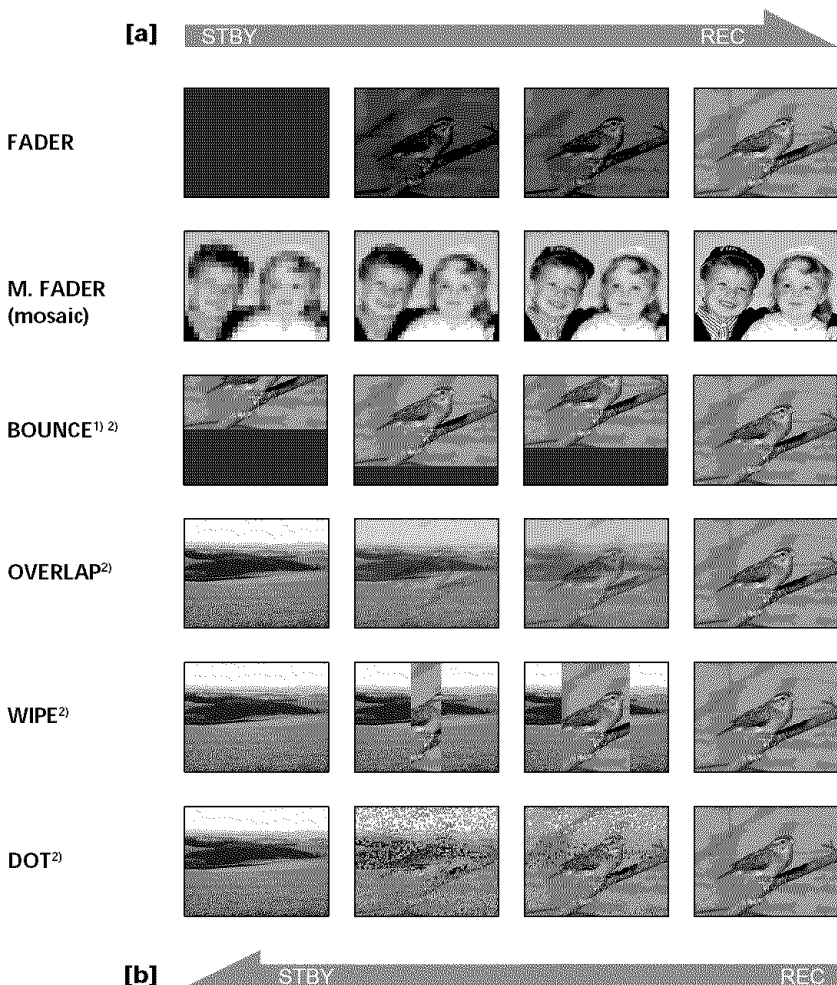 [a] STBY REC
FADER
M. FADER
(mosaic)
BOUNCE1) 2)
OVERLAP2)
WIPE2)
DOT2)
[b] STBY REC